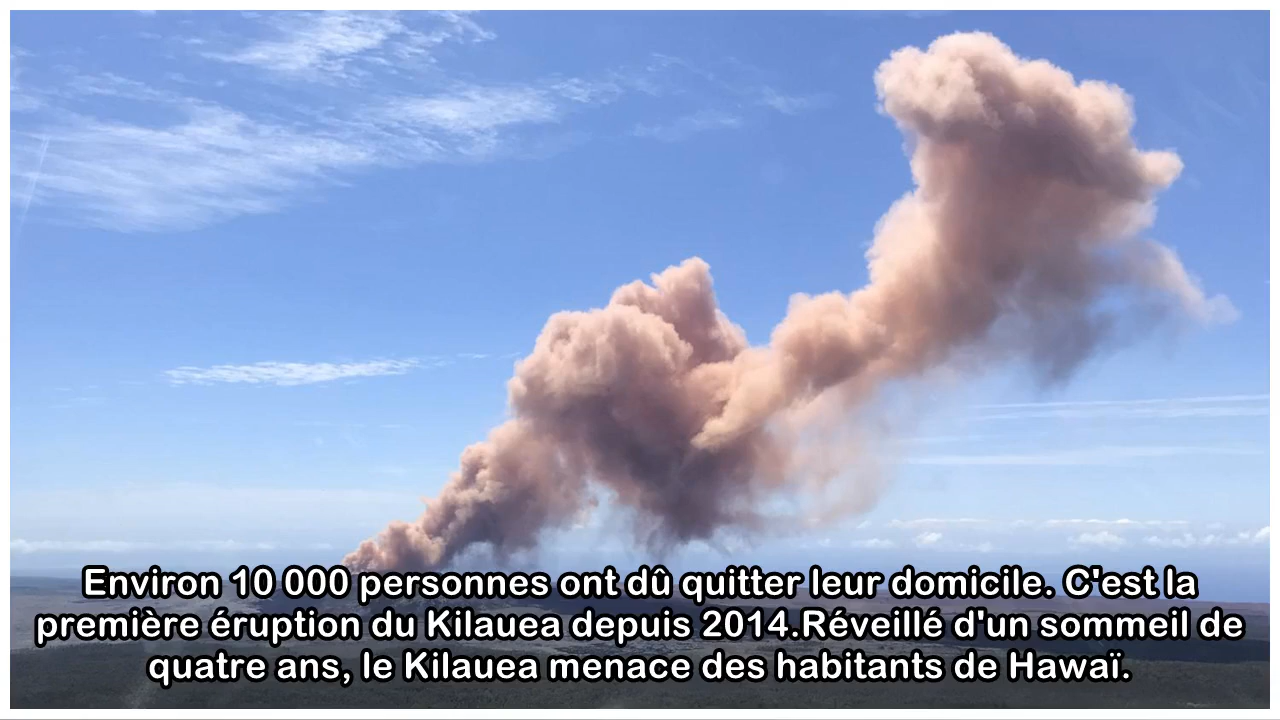 Environ 10 000 personnes ont dû quitter leur domicile. C'est la
première éruption du Kilauea depuis 2014.Réveillé d'un sommeil de
quatre ans, le Kilauea menace des habitants de Hawaï.